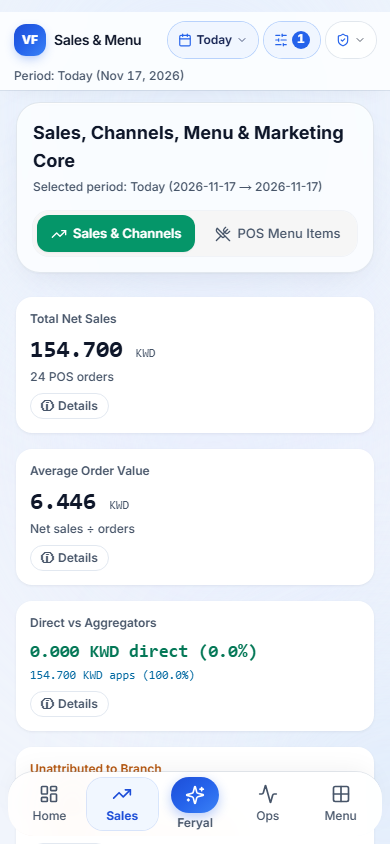 VF Sales & Menu Today 1
Period: Today (Nov 17, 2026)
Sales, Channels, Menu & Marketing
Core
Selected period: Today (2026-11-17 → 2026-11-17)
Sales & Channels POS Menu Items
Total Net Sales
154.700 KWD
24 POS orders
Details
Average Order Value
6.446 KWD
Net sales ÷ orders
Details
Direct vs Aggregators
0.000 KWD direct (0.0%)
154.700 KWD apps (100.0%)
Details
Unattributed to Branch
Home Sales Feryal Ops Menu